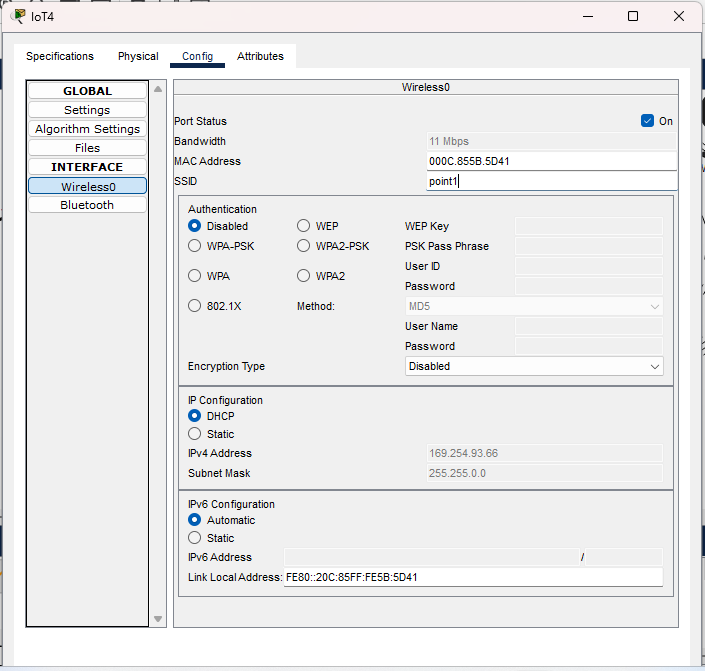 IoT4
Specifications Physical Config Attributes
GLOBAL
Settings
Algorithm Settings
Files
INTERFACE
Wireless0
Bluetooth
Wireless0
Port Status On
Bandwidth 11 Mbps
MAC Address 000C.855B.5D41
SSID point1
Authentication
Disabled WEP WEP Key
WPA-PSK WPA2-PSK PSK Pass Phrase
User ID
WPA WPA2
Password
802.1X Method: MD5
User Name
Password
Encryption Type Disabled
IP Configuration
DHCP
Static
IPv4 Address 169.254.93.66
Subnet Mask 255.255.0.0
IPv6 Configuration
Automatic
Static
IPv6 Address /
Link Local Address: FE80::20C:85FF:FE5B:5D41